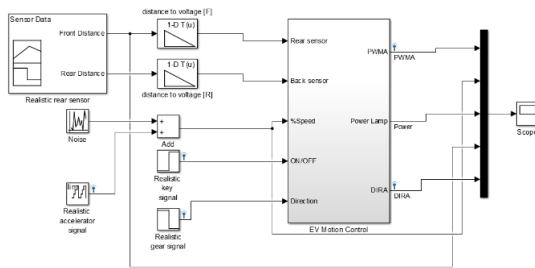 distance to voltage [F]
Sensor Data
Front Distance
Rear Distance
Realistic rear sensor
1-D T(u)
1-D T(u)
distance to voltage [R]
Noise
+
+
Add
Realistic
accelerator
signal
Realistic
key
signal
Realistic
gear signal
Rear sensor
Back sensor
%Speed
ON/OFF
Direction
PWMA
Power Lamp
DIRA
EV Motion Control
PWMA
Power
DIRA
Scope